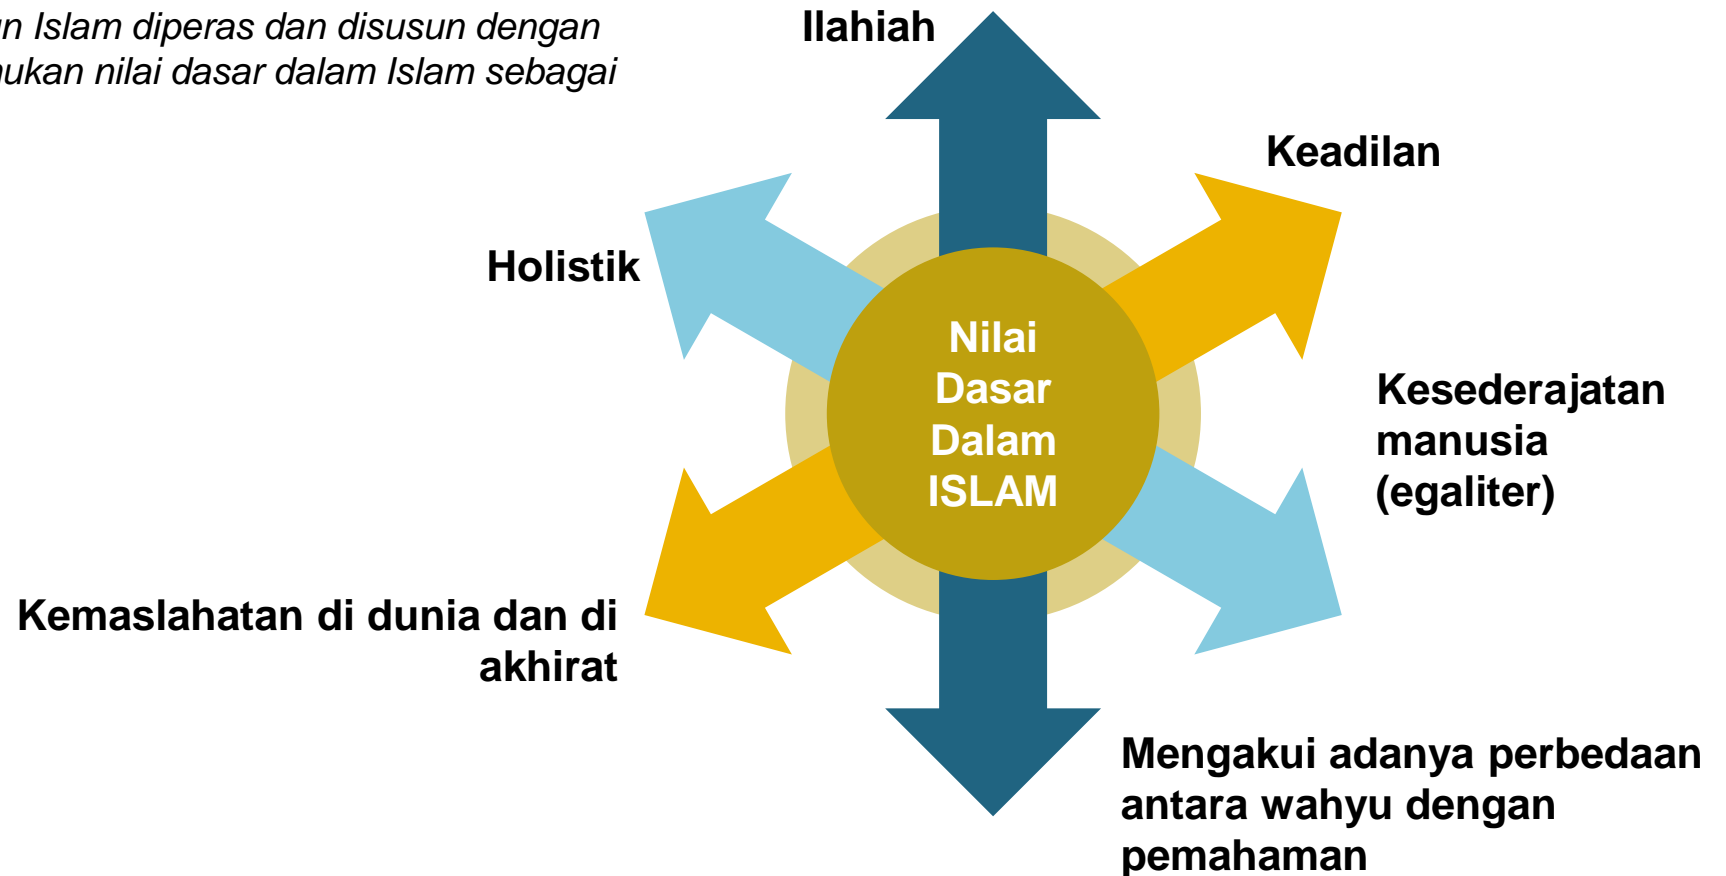 Islam diperas dan disusun dengan
nilai dasar dalam Islam sebagai
Ilahiah
Keadilan
Holistik
Nilai
Dasar
Dalam
ISLAM
Kesederajatan
manusia
(egaliter)
Kemaslahatan di dunia dan di
akhirat
Mengakui adanya perbedaan
antara wahyu dengan
pemahaman